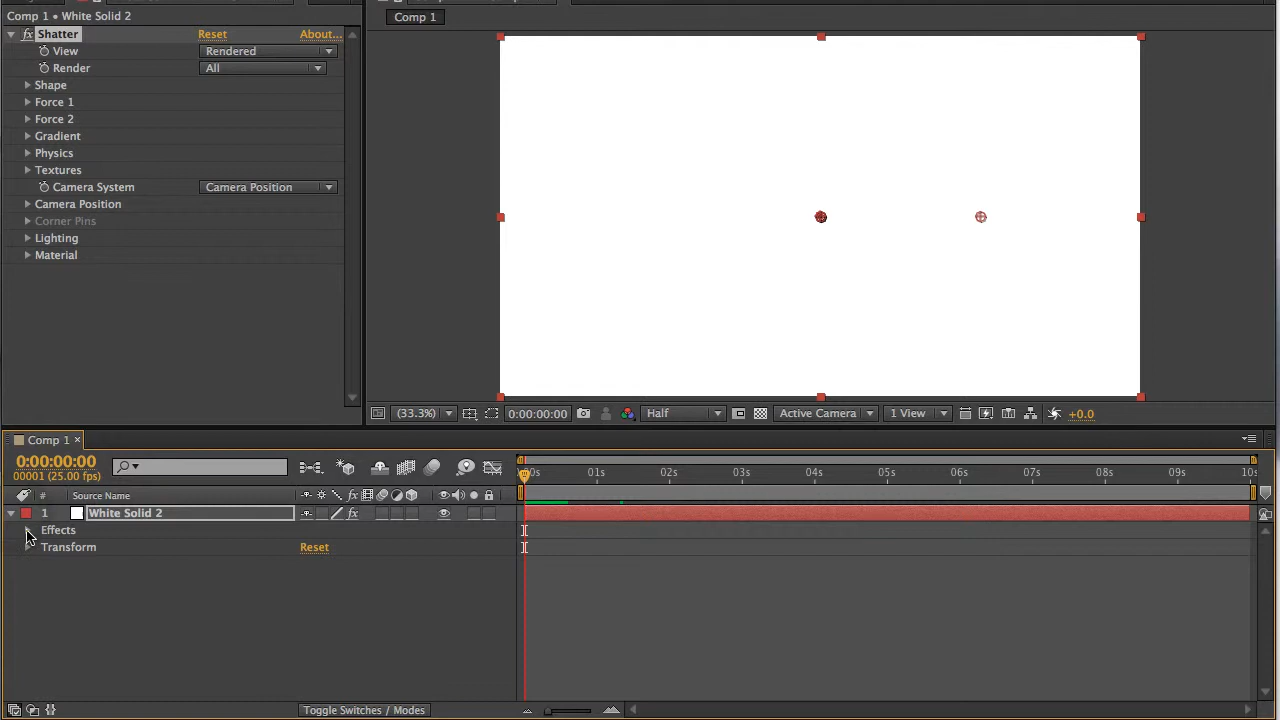 Comp 1 • White Solid 2
fx Shatter Reset About...
View Rendered
Render All
Shape
Force 1
Force 2
Gradient
Physics
Textures
Camera System Camera Position
Camera Position
Corner Pins
Lighting
Material
Comp 1
(33.3%) 0:00:00:00 Half Active Camera 1 View +0.0
Comp 1 ×
0:00:00:00
00001 (25.00 fps)
00s 01s 02s 03s 04s 05s 06s 07s 08s 09s 10s
# Source Name fx
1 White Solid 2 fx
Effects
Transform Reset
Toggle Switches / Modes